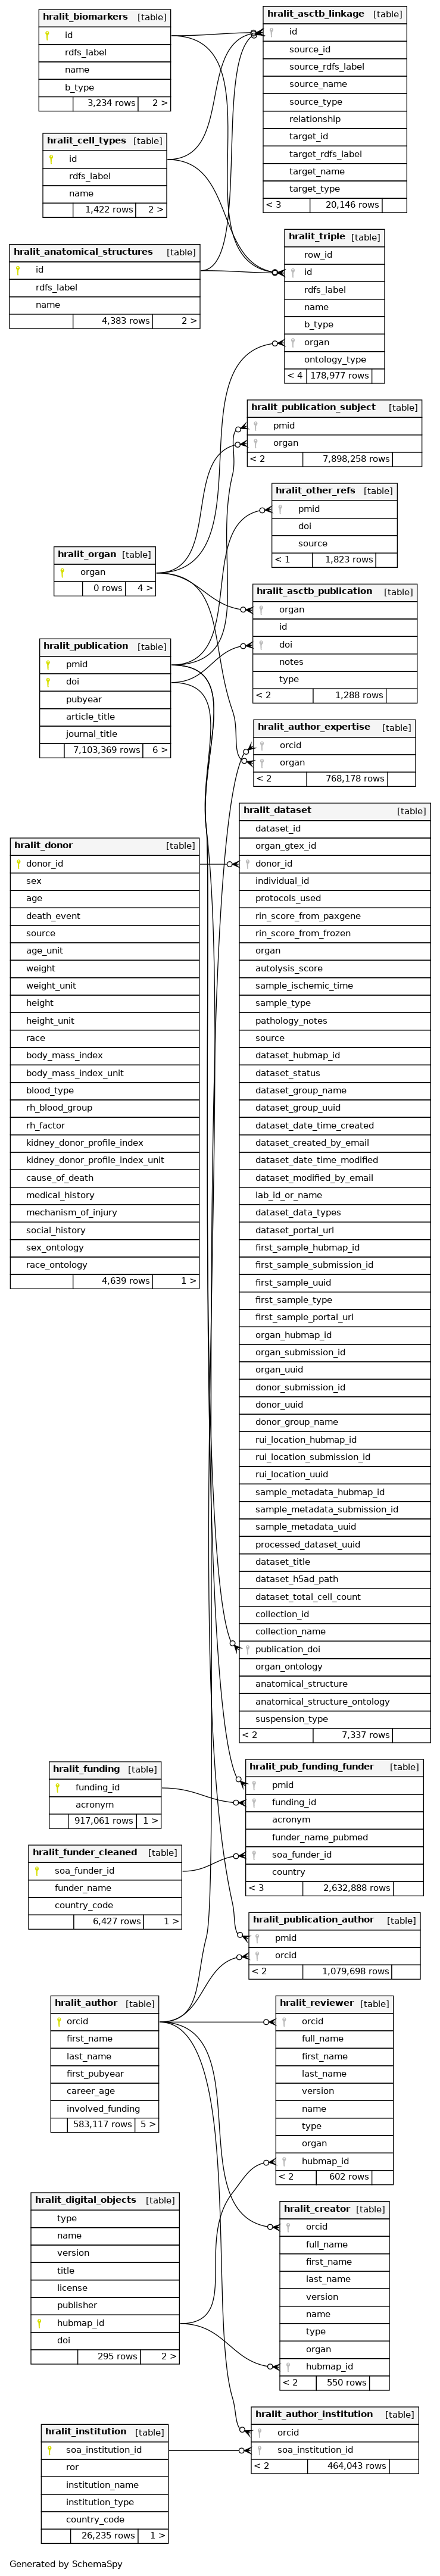 hralit_biomarkers [table]
id
rdfs_label
name
b_type
3,234 rows 2 >
hralit_asctb_linkage [table]
id
source_id
source_rdfs_label
source_name
source_type
relationship
target_id
target_rdfs_label
target_name
target_type
< 3 20,146 rows
hralit_cell_types [table]
id
rdfs_label
name
1,422 rows 2 >
hralit_anatomical_structures [table]
id
rdfs_label
name
4,383 rows 2 >
hralit_triple [table]
row_id
id
rdfs_label
name
b_type
organ
ontology_type
< 4 178,977 rows
hralit_publication_subject [table]
pmid
organ
< 2 7,898,258 rows
hralit_other_refs [table]
pmid
doi
source
< 1 1,823 rows
hralit_organ [table]
organ
0 rows 4 >
hralit_asctb_publication [table]
organ
id
doi
notes
type
< 2 1,288 rows
hralit_publication [table]
pmid
doi
pubyear
article_title
journal_title
7,103,369 rows 6 >
hralit_author_expertise [table]
orcid
organ
< 2 768,178 rows
hralit_donor [table]
donor_id
sex
age
death_event
source
age_unit
weight
weight_unit
height
height_unit
race
body_mass_index
body_mass_index_unit
blood_type
rh_blood_group
rh_factor
kidney_donor_profile_index
kidney_donor_profile_index_unit
cause_of_death
medical_history
mechanism_of_injury
social_history
sex_ontology
race_ontology
4,639 rows 1 >
hralit_dataset [table]
dataset_id
organ_gtex_id
donor_id
individual_id
protocols_used
rin_score_from_paxgene
rin_score_from_frozen
organ
autolysis_score
sample_ischemic_time
sample_type
pathology_notes
source
dataset_hubmap_id
dataset_status
dataset_group_name
dataset_group_uuid
dataset_date_time_created
dataset_created_by_email
dataset_date_time_modified
dataset_modified_by_email
lab_id_or_name
dataset_data_types
dataset_portal_url
first_sample_hubmap_id
first_sample_submission_id
first_sample_uuid
first_sample_type
first_sample_portal_url
organ_hubmap_id
organ_submission_id
organ_uuid
donor_submission_id
donor_uuid
donor_group_name
rui_location_hubmap_id
rui_location_submission_id
rui_location_uuid
sample_metadata_hubmap_id
sample_metadata_submission_id
sample_metadata_uuid
processed_dataset_uuid
dataset_title
dataset_h5ad_path
dataset_total_cell_count
collection_id
collection_name
publication_doi
organ_ontology
anatomical_structure
anatomical_structure_ontology
suspension_type
< 2 7,337 rows
hralit_funding [table]
funding_id
acronym
917,061 rows 1 >
hralit_pub_funding_funder [table]
pmid
funding_id
acronym
funder_name_pubmed
soa_funder_id
country
< 3 2,632,888 rows
hralit_funder_cleaned [table]
soa_funder_id
funder_name
country_code
6,427 rows 1 >
hralit_publication_author [table]
pmid
orcid
< 2 1,079,698 rows
hralit_author [table]
orcid
first_name
last_name
first_pubyear
career_age
involved_funding
583,117 rows 5 >
hralit_reviewer [table]
orcid
full_name
first_name
last_name
version
name
type
organ
hubmap_id
< 2 602 rows
hralit_digital_objects [table]
type
name
version
title
license
publisher
hubmap_id
doi
295 rows 2 >
hralit_creator [table]
orcid
full_name
first_name
last_name
version
name
type
organ
hubmap_id
< 2 550 rows
hralit_author_institution [table]
orcid
soa_institution_id
< 2 464,043 rows
hralit_institution [table]
soa_institution_id
ror
institution_name
institution_type
country_code
26,235 rows 1 >
Generated by SchemaSpy